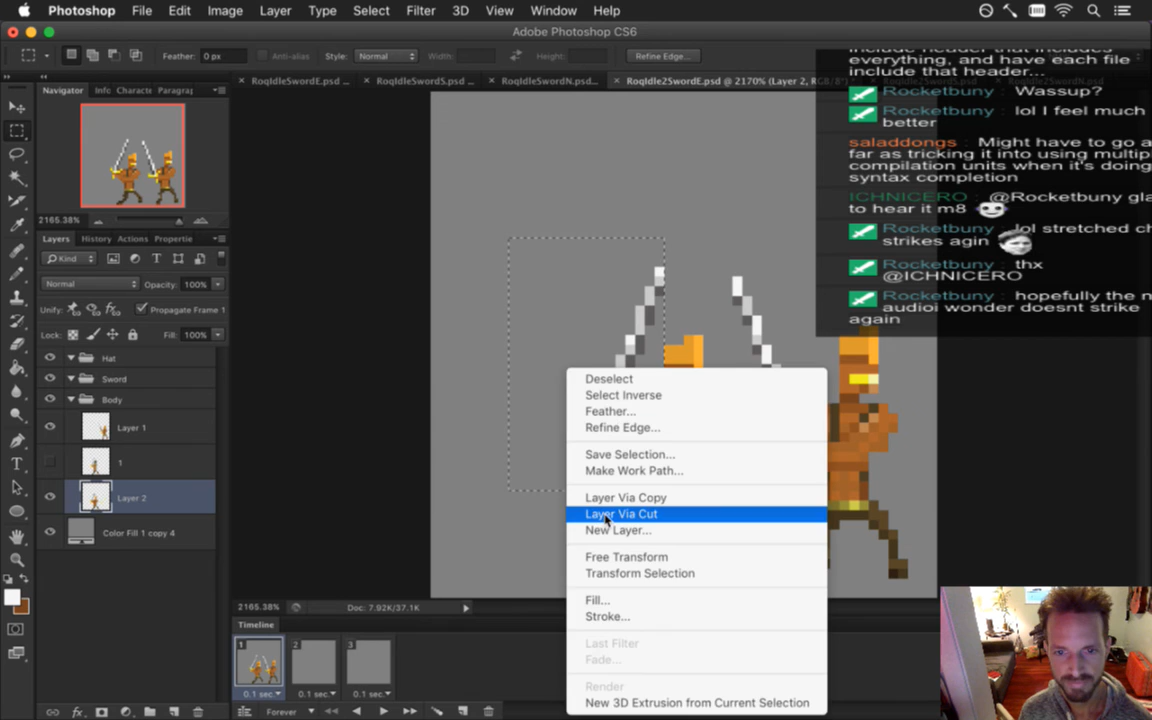 Photoshop File Edit Image Layer Type Select Filter 3D View Window Help
Adobe Photoshop CS6
Feather: 0 px Anti-alias Style: Normal Width: Height: Refine Edge...
Navigator Info Charact Paragraj
RoqIdleSwordE.psd ... RoqIdleSwordS.psd ... RoqIdleSwordN.psd... RoqIdle2SwordE.psd @ 2170% (Layer 2, RGB/8)
2165.38%
Layers History Actions Propertie
Kind
Normal Opacity: 100%
Unify: Propagate Frame 1
Lock: Fill: 100%
Hat
Sword
Body
Layer 1
1
Layer 2
Color Fill 1 copy 4
Deselect
Select Inverse
Feather...
Refine Edge...
Save Selection...
Make Work Path...
Layer Via Copy
Layer Via Cut
New Layer...
Free Transform
Transform Selection
Fill...
Stroke...
Last Filter
Fade...
Render
New 3D Extrusion from Current Selection
include header that includes
everything, and have each file
include that header...
Rocketbuny : Wassup?
Rocketbuny : lol I feel much
better
saladdongs : Might have to go a
far as tricking it into using multip
compilation units when it's doing
syntax completion
ICHNICERO : @Rocketbuny gla
to hear it m8
Rocketbuny : lol stretched ch
strikes agin
Rocketbuny : thx
@ICHNICERO
Rocketbuny : hopefully the n
audioi wonder doesnt strike
again
2165.38% Doc: 7.92K/37.1K
Timeline
1 2 3
0.1 sec. 0.1 sec. 0.1 sec.
Forever